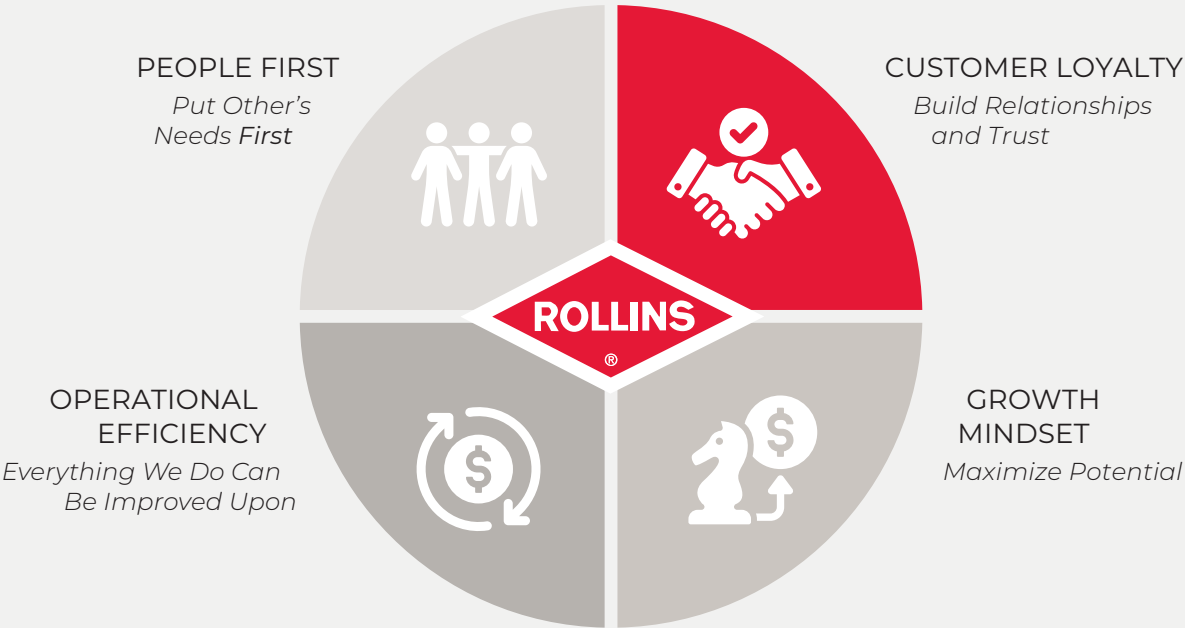 PEOPLE FIRST
Put Other’s
Needs First
CUSTOMER LOYALTY
Build Relationships
and Trust
ROLLINS
®
OPERATIONAL
EFFICIENCY
Everything We Do Can
Be Improved Upon
GROWTH
MINDSET
Maximize Potential
$
$